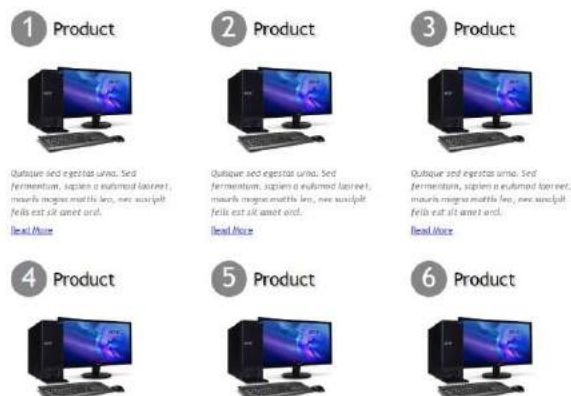 1 Product
2 Product
3 Product
Quisque sed egestas urna. Sed
fermentum, sapien a euismod laoreet,
mauris magna mattis leo, nec suscipit
felis est sit amet orci.
Read More
Quisque sed egestas urna. Sed
fermentum, sapien a euismod laoreet,
mauris magna mattis leo, nec suscipit
felis est sit amet orci.
Read More
Quisque sed egestas urna. Sed
fermentum, sapien a euismod laoreet,
mauris magna mattis leo, nec suscipit
felis est sit amet orci.
Read More
4 Product
5 Product
6 Product